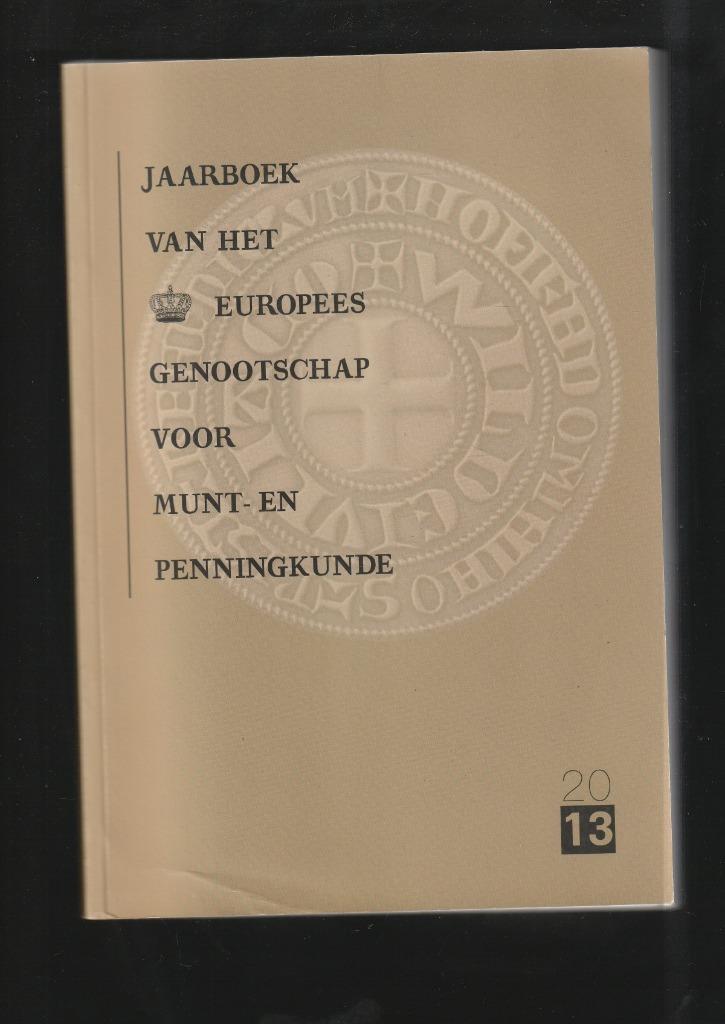 JAARBOEK
VAN HET
EUROPEES
GENOOTSCHAP
VOOR
MUNT- EN
PENNINGKUNDE
20
13